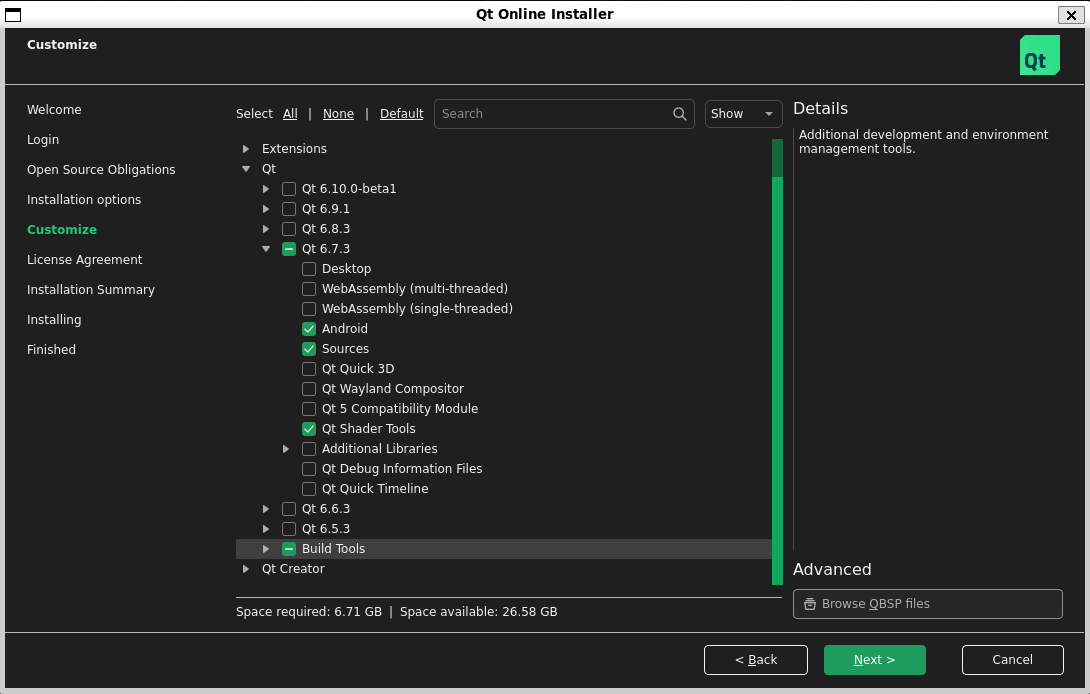 Qt Online Installer
Customize
Qt
Welcome
Login
Open Source Obligations
Installation options
Customize
License Agreement
Installation Summary
Installing
Finished
Select All | None | Default Search Show
Extensions
Qt
Qt 6.10.0-beta1
Qt 6.9.1
Qt 6.8.3
Qt 6.7.3
Desktop
WebAssembly (multi-threaded)
WebAssembly (single-threaded)
Android
Sources
Qt Quick 3D
Qt Wayland Compositor
Qt 5 Compatibility Module
Qt Shader Tools
Additional Libraries
Qt Debug Information Files
Qt Quick Timeline
Qt 6.6.3
Qt 6.5.3
Build Tools
Qt Creator
Space required: 6.71 GB | Space available: 26.58 GB
Details
Additional development and environment
management tools.
Advanced
Browse QBSP files
< Back Next > Cancel